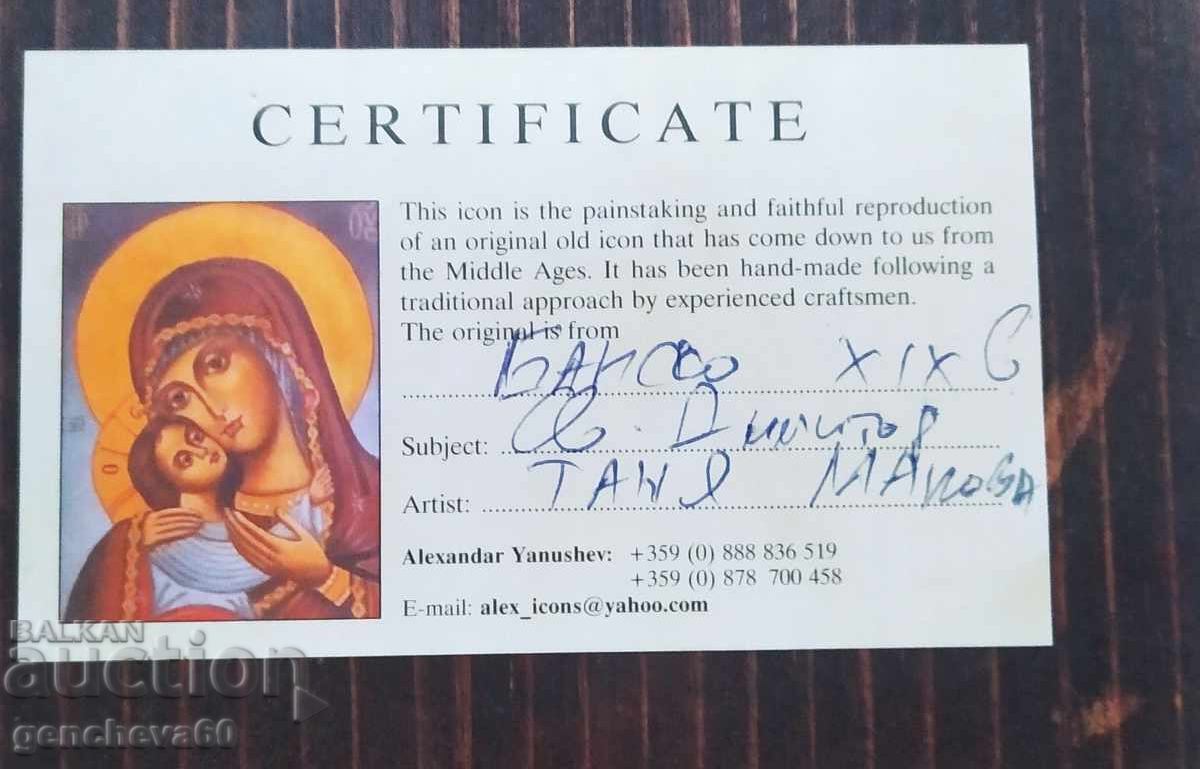 CERTIFICATE
This icon is the painstaking and faithful reproduction
of an original old icon that has come down to us from
the Middle Ages. It has been hand-made following a
traditional approach by experienced craftsmen.
The original is from
Банско XIX С
Subject: Св. Димитър
Artist: ТАНЯ
Alexandar Yanushev: +359 (0) 888 836 519
+359 (0) 878 700 458
E-mail: alex_icons@yahoo.com
BALKAN
auction
gencheva60